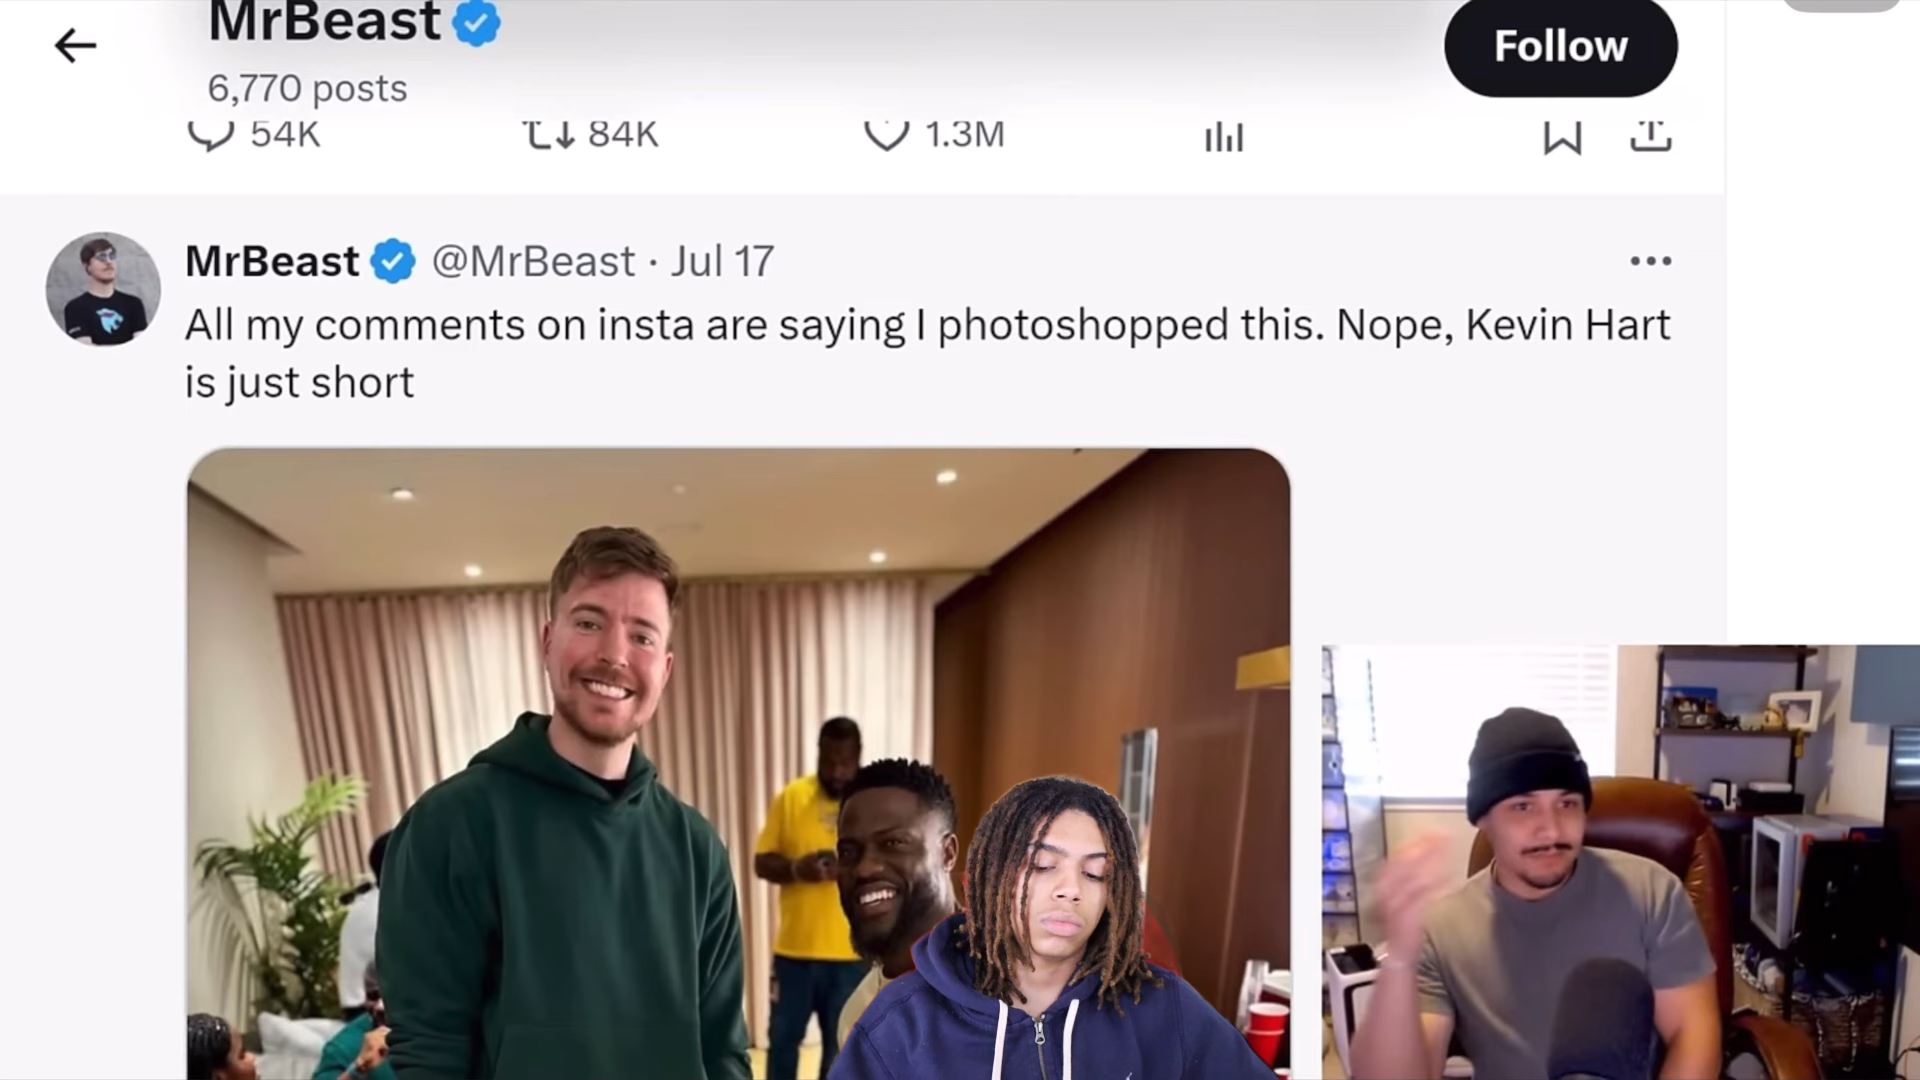 MrBeast
Follow
6,770 posts
54K 84K 1.3M
MrBeast @MrBeast · Jul 17
All my comments on insta are saying I photoshopped this. Nope, Kevin Hart
is just short